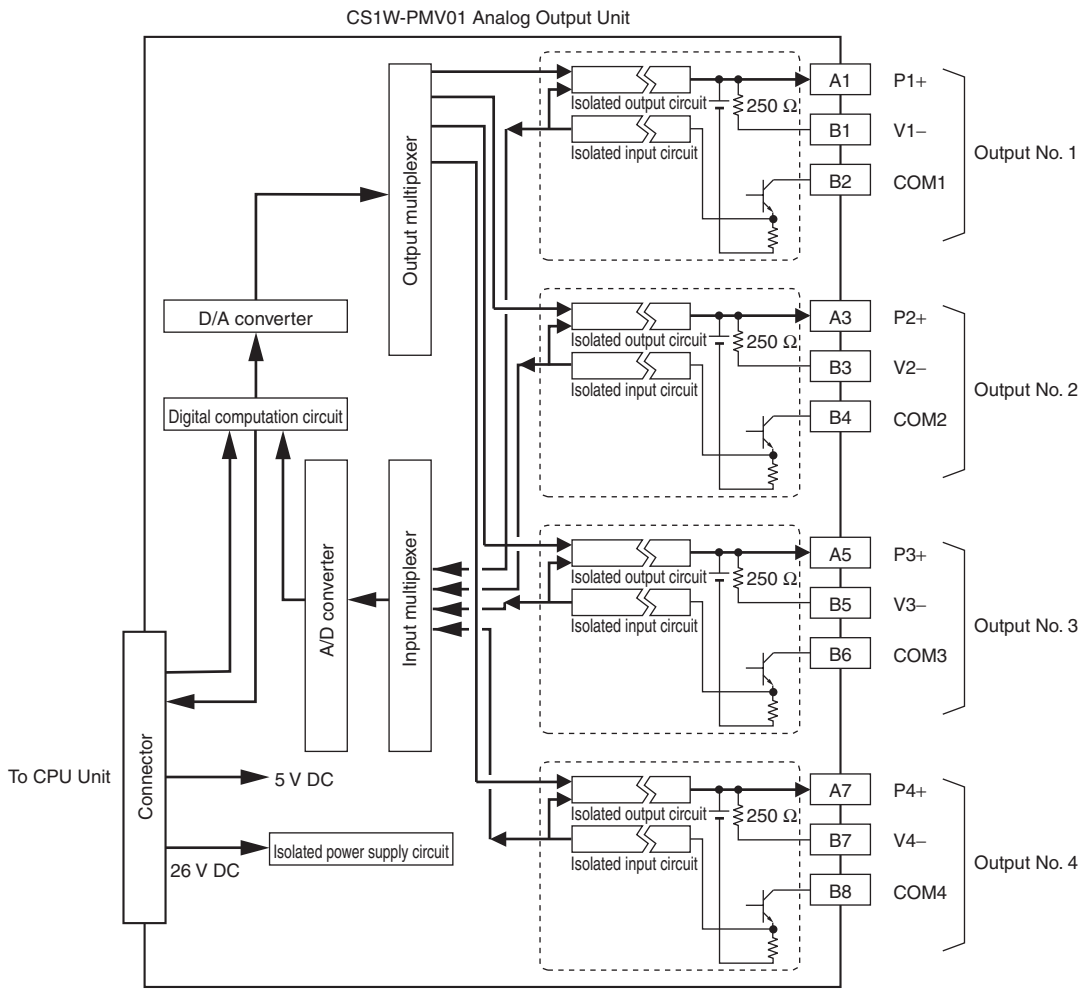 CS1W-PMV01 Analog Output Unit
Output multiplexer
D/A converter
Digital computation circuit
A/D converter
Input multiplexer
To CPU Unit
Connector
5 V DC
26 V DC
Isolated power supply circuit
Isolated output circuit
250 Ω
Isolated input circuit
A1
P1+
B1
V1−
B2
COM1
Output No. 1
Isolated output circuit
250 Ω
Isolated input circuit
A3
P2+
B3
V2−
B4
COM2
Output No. 2
Isolated output circuit
250 Ω
Isolated input circuit
A5
P3+
B5
V3−
B6
COM3
Output No. 3
Isolated output circuit
250 Ω
Isolated input circuit
A7
P4+
B7
V4−
B8
COM4
Output No. 4